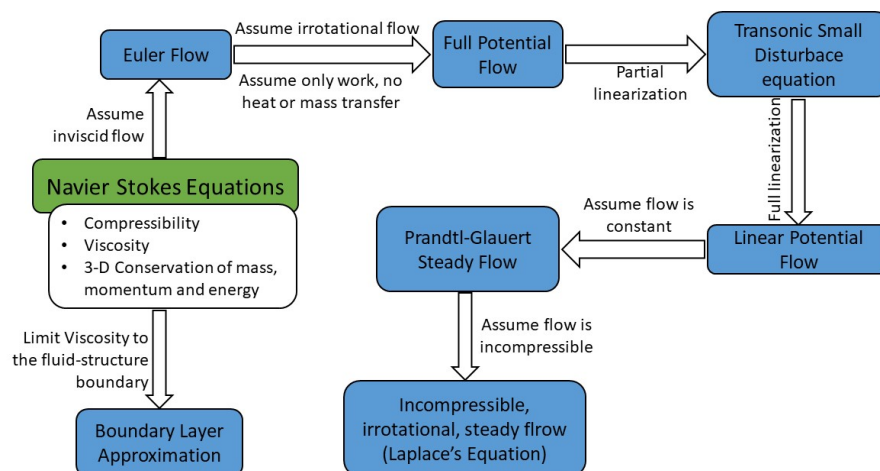 Euler Flow
Assume irrotational flow
Assume only work, no
heat or mass transfer
Full Potential
Flow
Partial
linearization
Transonic Small
Disturbace
equation
Assume
inviscid flow
Full linearization
Navier Stokes Equations
• Compressibility
• Viscosity
• 3-D Conservation of mass,
momentum and energy
Linear Potential
Flow
Assume flow is
constant
Prandtl-Glauert
Steady Flow
Assume flow is
incompressible
Incompressible,
irrotational, steady flrow
(Laplace's Equation)
Limit Viscosity to
the fluid-structure
boundary
Boundary Layer
Approximation